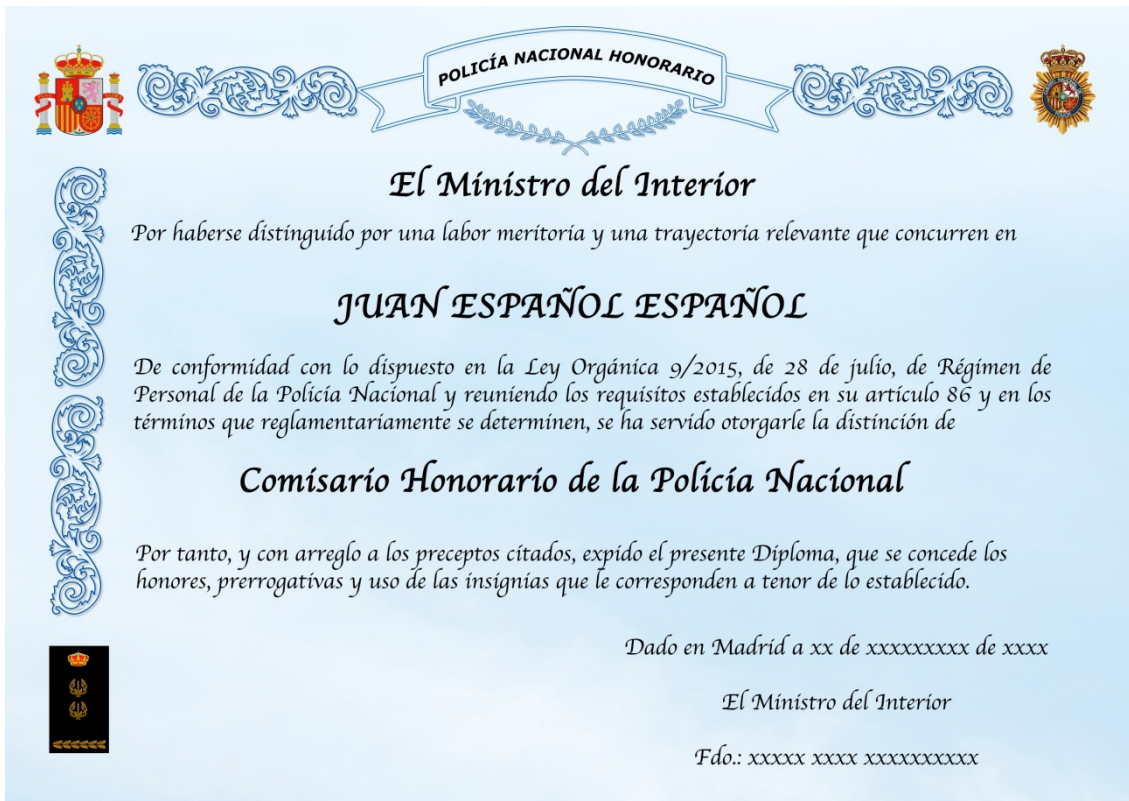 POLICÍA NACIONAL HONORARIO
El Ministro del Interior
Por haberse distinguido por una labor meritoria y una trayectoria relevante que concurren en
JUAN ESPAÑOL ESPAÑOL
De conformidad con lo dispuesto en la Ley Orgánica 9/2015, de 28 de julio, de Régimen de
Personal de la Policía Nacional y reuniendo los requisitos establecidos en su artículo 86 y en los
términos que reglamentariamente se determinen, se ha servido otorgarle la distinción de
Comisario Honorario de la Policía Nacional
Por tanto, y con arreglo a los preceptos citados, expido el presente Diploma, que se concede los
honores, prerrogativas y uso de las insignias que le corresponden a tenor de lo establecido.
Dado en Madrid a xx de xxxxxxxxx de xxxx
El Ministro del Interior
Fdo.: xxxxx xxxx xxxxxxxxxx